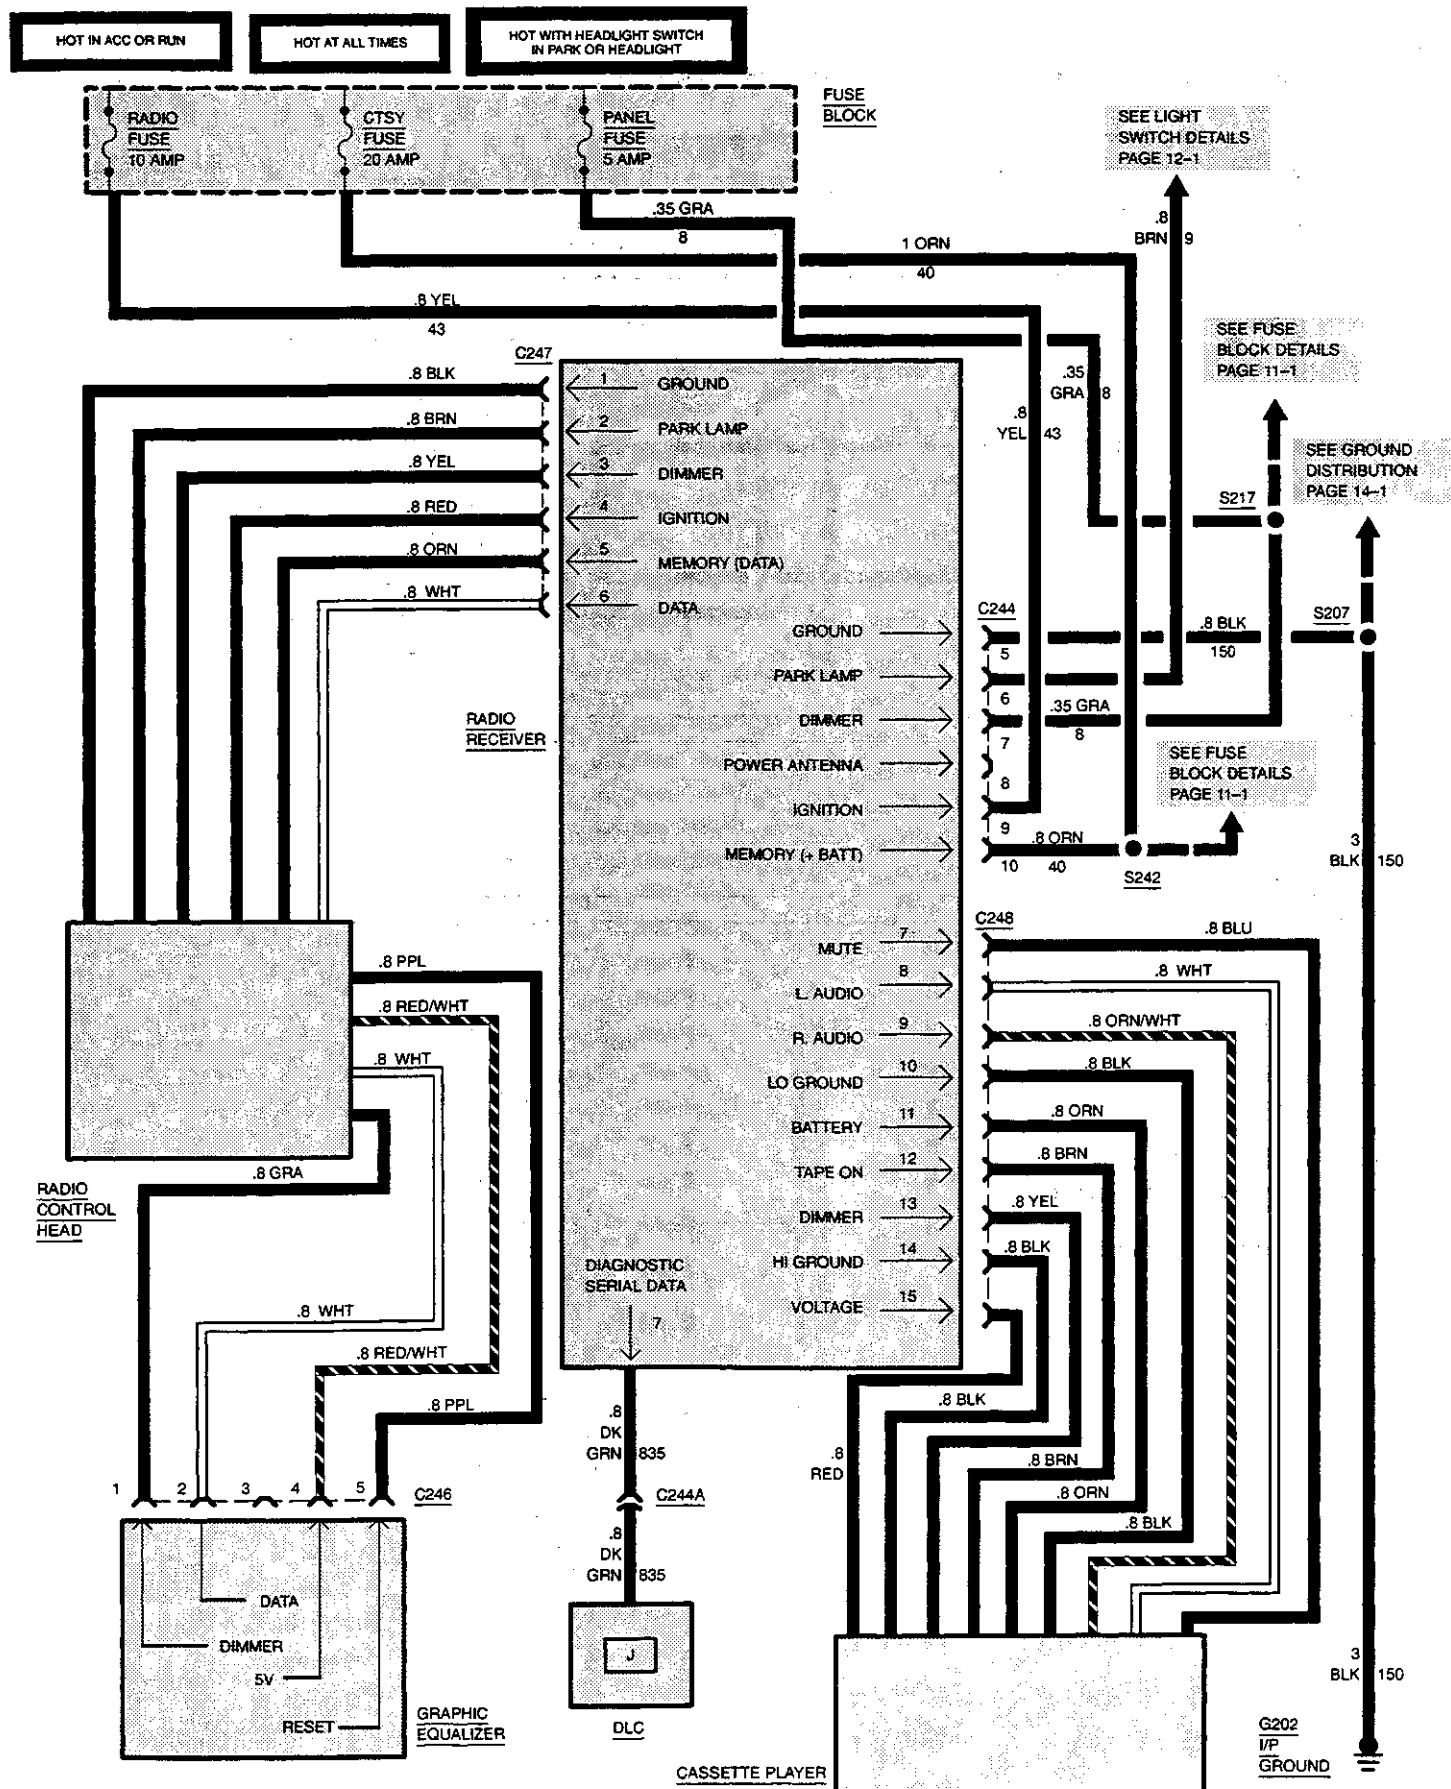 HOT IN ACC OR RUN
HOT AT ALL TIMES
HOT WITH HEADLIGHT SWITCH
IN PARK OR HEADLIGHT
RADIO
FUSE
10 AMP
CTSY
FUSE
20 AMP
PANEL
FUSE
5 AMP
FUSE
BLOCK
SEE LIGHT
SWITCH DETAILS
PAGE 12-1
.35 GRA
8
.8
BRN 9
1 ORN
40
.8 YEL
43
SEE FUSE
BLOCK DETAILS
PAGE 11-1
C247
.8 BLK
1
GROUND
.35
GRA 8
.8 BRN
2
PARK LAMP
.8
YEL 43
.8 YEL
3
DIMMER
SEE GROUND
DISTRIBUTION
PAGE 14-1
.8 RED
4
IGNITION
S217
.8 ORN
5
MEMORY (DATA)
.8 WHT
6
DATA
C244
GROUND
5
.8 BLK
150
S207
PARK LAMP
6
RADIO
RECEIVER
DIMMER
7
.35 GRA
8
POWER ANTENNA
8
SEE FUSE
BLOCK DETAILS
PAGE 11-1
IGNITION
9
MEMORY (+ BATT)
10
.8 ORN
40
S242
3
BLK 150
C248
MUTE
7
.8 BLU
.8 PPL
L. AUDIO
8
.8 WHT
.8 RED/WHT
R. AUDIO
9
.8 ORN/WHT
.8 WHT
LO GROUND
10
.8 BLK
BATTERY
11
.8 ORN
TAPE ON
12
.8 BRN
.8 GRA
RADIO
CONTROL
HEAD
DIMMER
13
.8 YEL
HI GROUND
14
.8 BLK
DIAGNOSTIC
SERIAL DATA
7
VOLTAGE
15
.8 WHT
.8 RED/WHT
.8 PPL
.8
DK
GRN 835
.8 BLK
.8
RED
.8 BRN
.8 ORN
.8 BLK
1
2
3
4
5
C246
C244A
.8
DK
GRN 835
DATA
DIMMER
5V
RESET
GRAPHIC
EQUALIZER
J
DLC
3
BLK 150
G202
I/P
GROUND
CASSETTE PLAYER